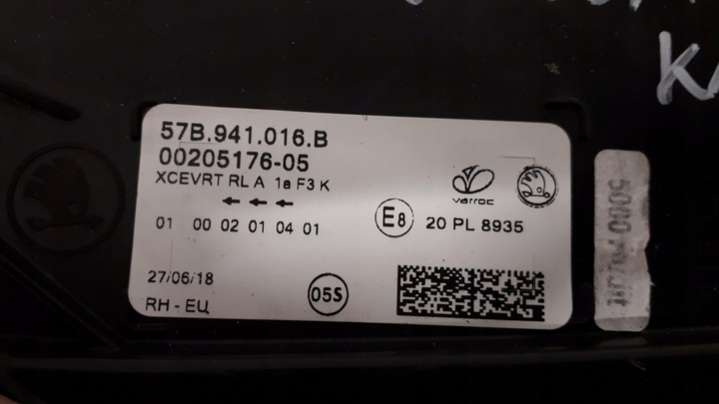 57B.941.016.B
00205176-05
XCEVRT RL A 1a F3 K
←←←
01 00 02 01 04 01
varroc
E8
20 PL 8935
27/06/18
05S
RH - EЦ